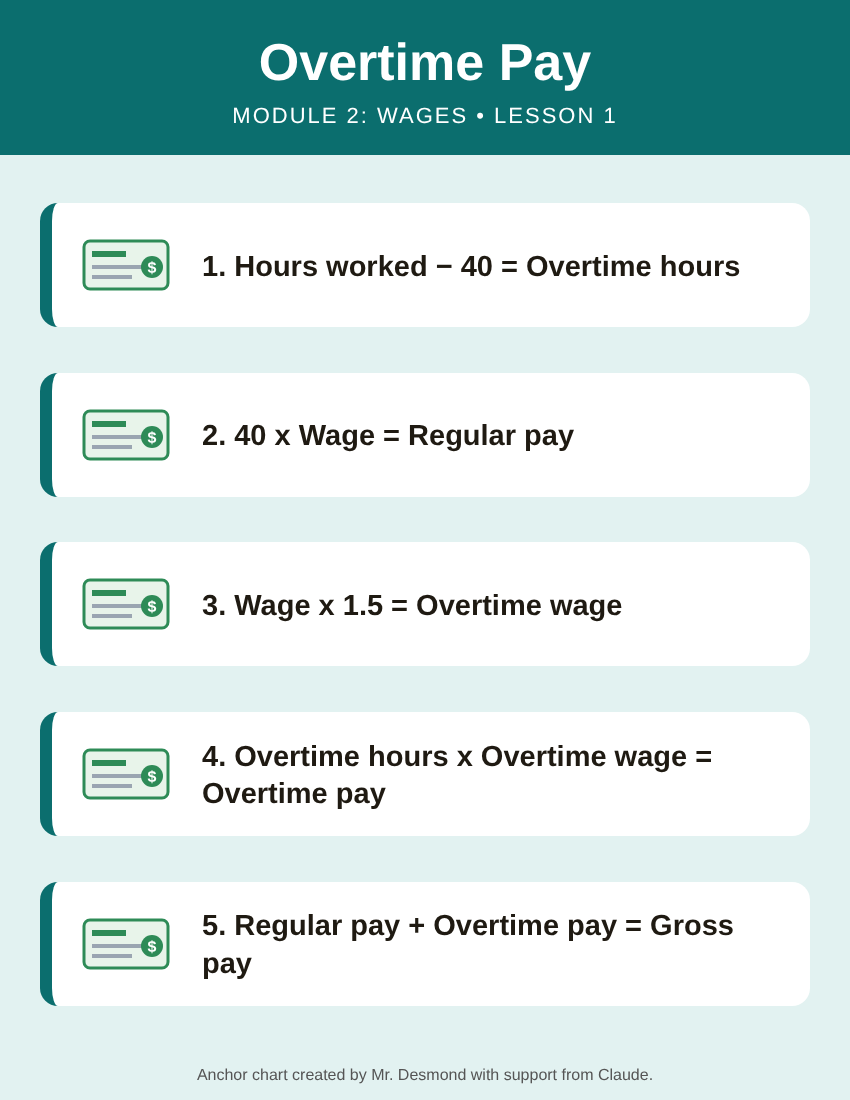 Overtime Pay
MODULE 2: WAGES • LESSON 1
$ 1. Hours worked − 40 = Overtime hours
$ 2. 40 x Wage = Regular pay
$ 3. Wage x 1.5 = Overtime wage
$ 4. Overtime hours x Overtime wage =
Overtime pay
$ 5. Regular pay + Overtime pay = Gross
pay
Anchor chart created by Mr. Desmond with support from Claude.